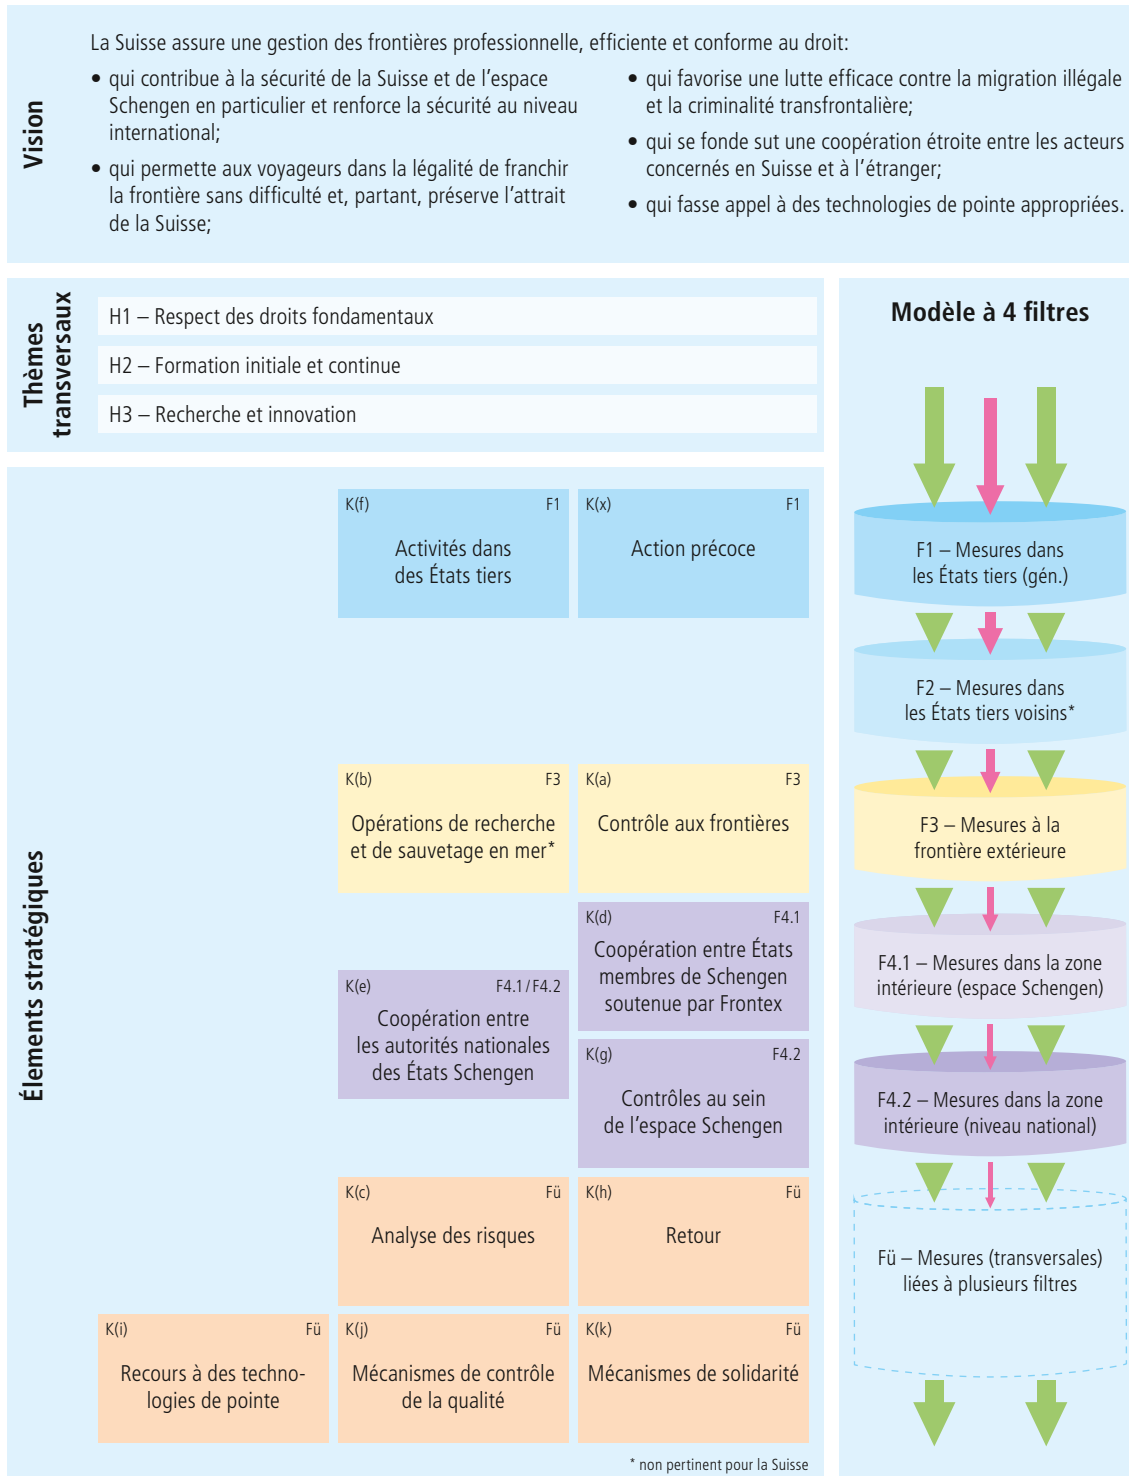 Vision
La Suisse assure une gestion des frontières professionnelle, efficiente et conforme au droit:
• qui contribue à la sécurité de la Suisse et de l'espace
Schengen en particulier et renforce la sécurité au niveau
international;
• qui permette aux voyageurs dans la légalité de franchir
la frontière sans difficulté et, partant, préserve l'attrait
de la Suisse;
• qui favorise une lutte efficace contre la migration illégale
et la criminalité transfrontalière;
• qui se fonde sut une coopération étroite entre les acteurs
concernés en Suisse et à l'étranger;
• qui fasse appel à des technologies de pointe appropriées.
Thèmes
transversaux
H1 – Respect des droits fondamentaux
H2 – Formation initiale et continue
H3 – Recherche et innovation
Élements stratégiques
K(f) F1
Activités dans
des États tiers
K(x) F1
Action précoce
K(b) F3
Opérations de recherche
et de sauvetage en mer*
K(a) F3
Contrôle aux frontières
K(d) F4.1
Coopération entre États
membres de Schengen
soutenue par Frontex
K(e) F4.1/F4.2
Coopération entre
les autorités nationales
des États Schengen
K(g) F4.2
Contrôles au sein
de l'espace Schengen
K(c) Fü
Analyse des risques
K(h) Fü
Retour
K(i) Fü
Recours à des techno-
logies de pointe
K(j) Fü
Mécanismes de contrôle
de la qualité
K(k) Fü
Mécanismes de solidarité
* non pertinent pour la Suisse
Modèle à 4 filtres
F1 – Mesures dans
les États tiers (gén.)
F2 – Mesures dans
les États tiers voisins*
F3 – Mesures à la
frontière extérieure
F4.1 – Mesures dans la zone
intérieure (espace Schengen)
F4.2 – Mesures dans la zone
intérieure (niveau national)
Fü – Mesures (transversales)
liées à plusieurs filtres